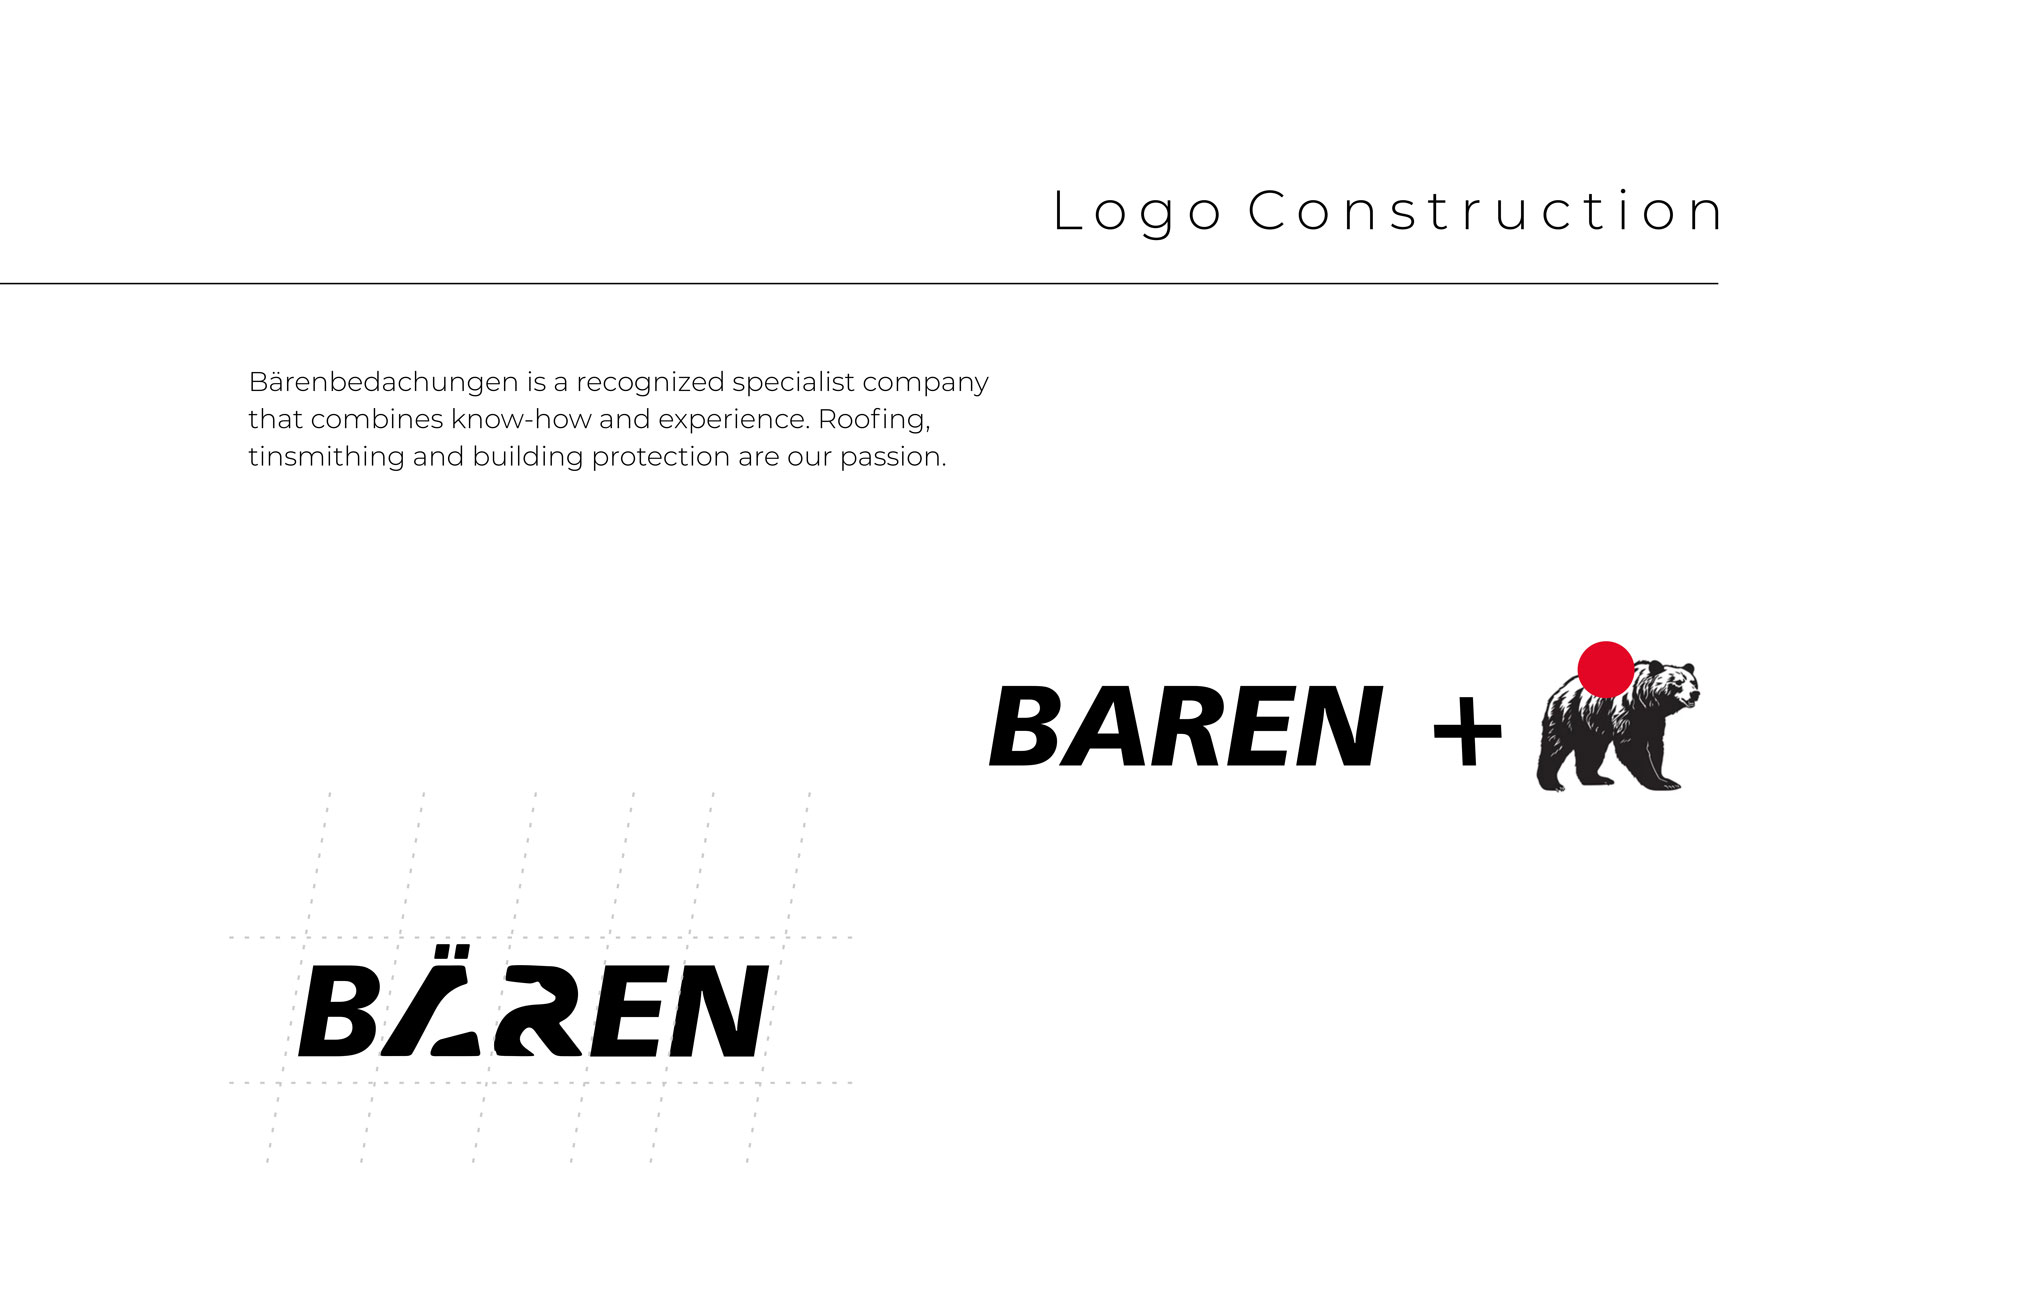 Logo Construction
Bärenbedachungen is a recognized specialist company
that combines know-how and experience. Roofing,
tinsmithing and building protection are our passion.
BAREN +
BÄREN